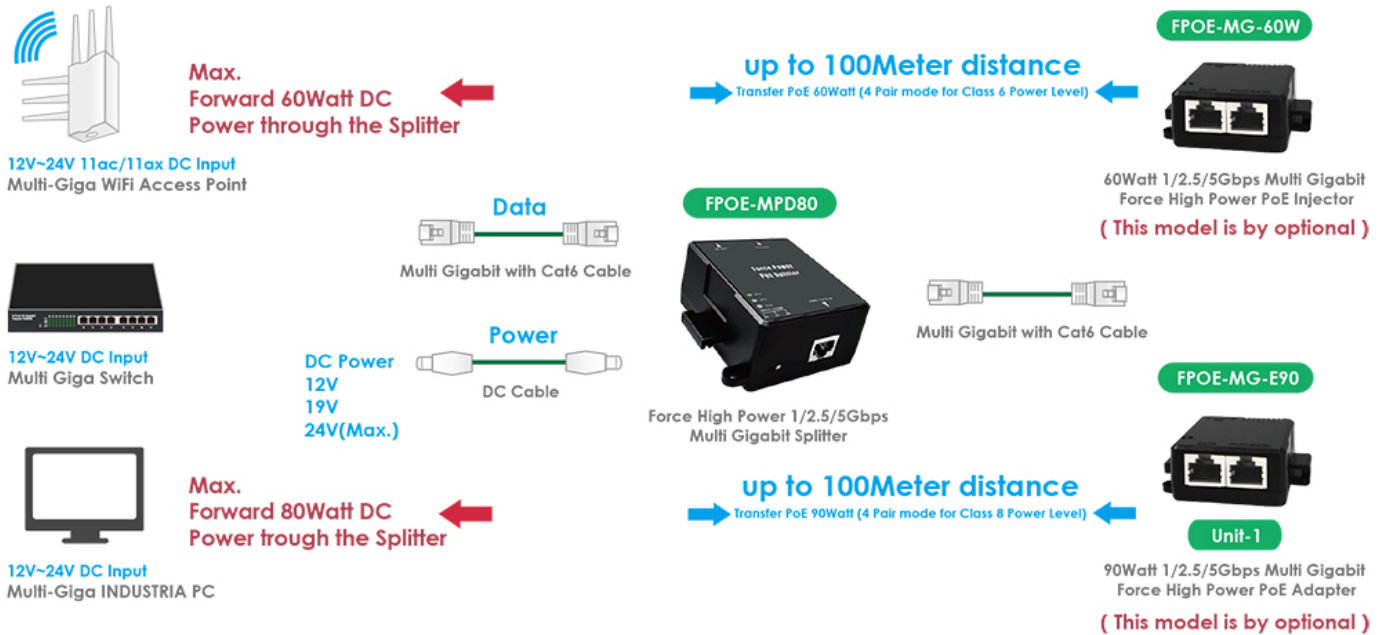 FPOE-MG-60W
up to 100Meter distance
Transfer PoE 60Watt (4 Pair mode for Class 6 Power Level)
Max.
Forward 60Watt DC
Power through the Splitter
12V~24V 11ac/11ax DC Input
Multi-Giga WiFi Access Point
60Watt 1/2.5/5Gbps Multi Gigabit
Force High Power PoE Injector
( This model is by optional )
Data
Multi Gigabit with Cat6 Cable
FPOE-MPD80
Force Power
POE Splitter
Multi Gigabit with Cat6 Cable
12V~24V DC Input
Multi Giga Switch
Power
DC Cable
DC Power
12V
19V
24V(Max.)
Force High Power 1/2.5/5Gbps
Multi Gigabit Splitter
FPOE-MG-E90
Max.
Forward 80Watt DC
Power trough the Splitter
up to 100Meter distance
Transfer PoE 90Watt (4 Pair mode for Class 8 Power Level)
Unit-1
12V~24V DC Input
Multi-Giga INDUSTRIA PC
90Watt 1/2.5/5Gbps Multi Gigabit
Force High Power PoE Adapter
( This model is by optional )